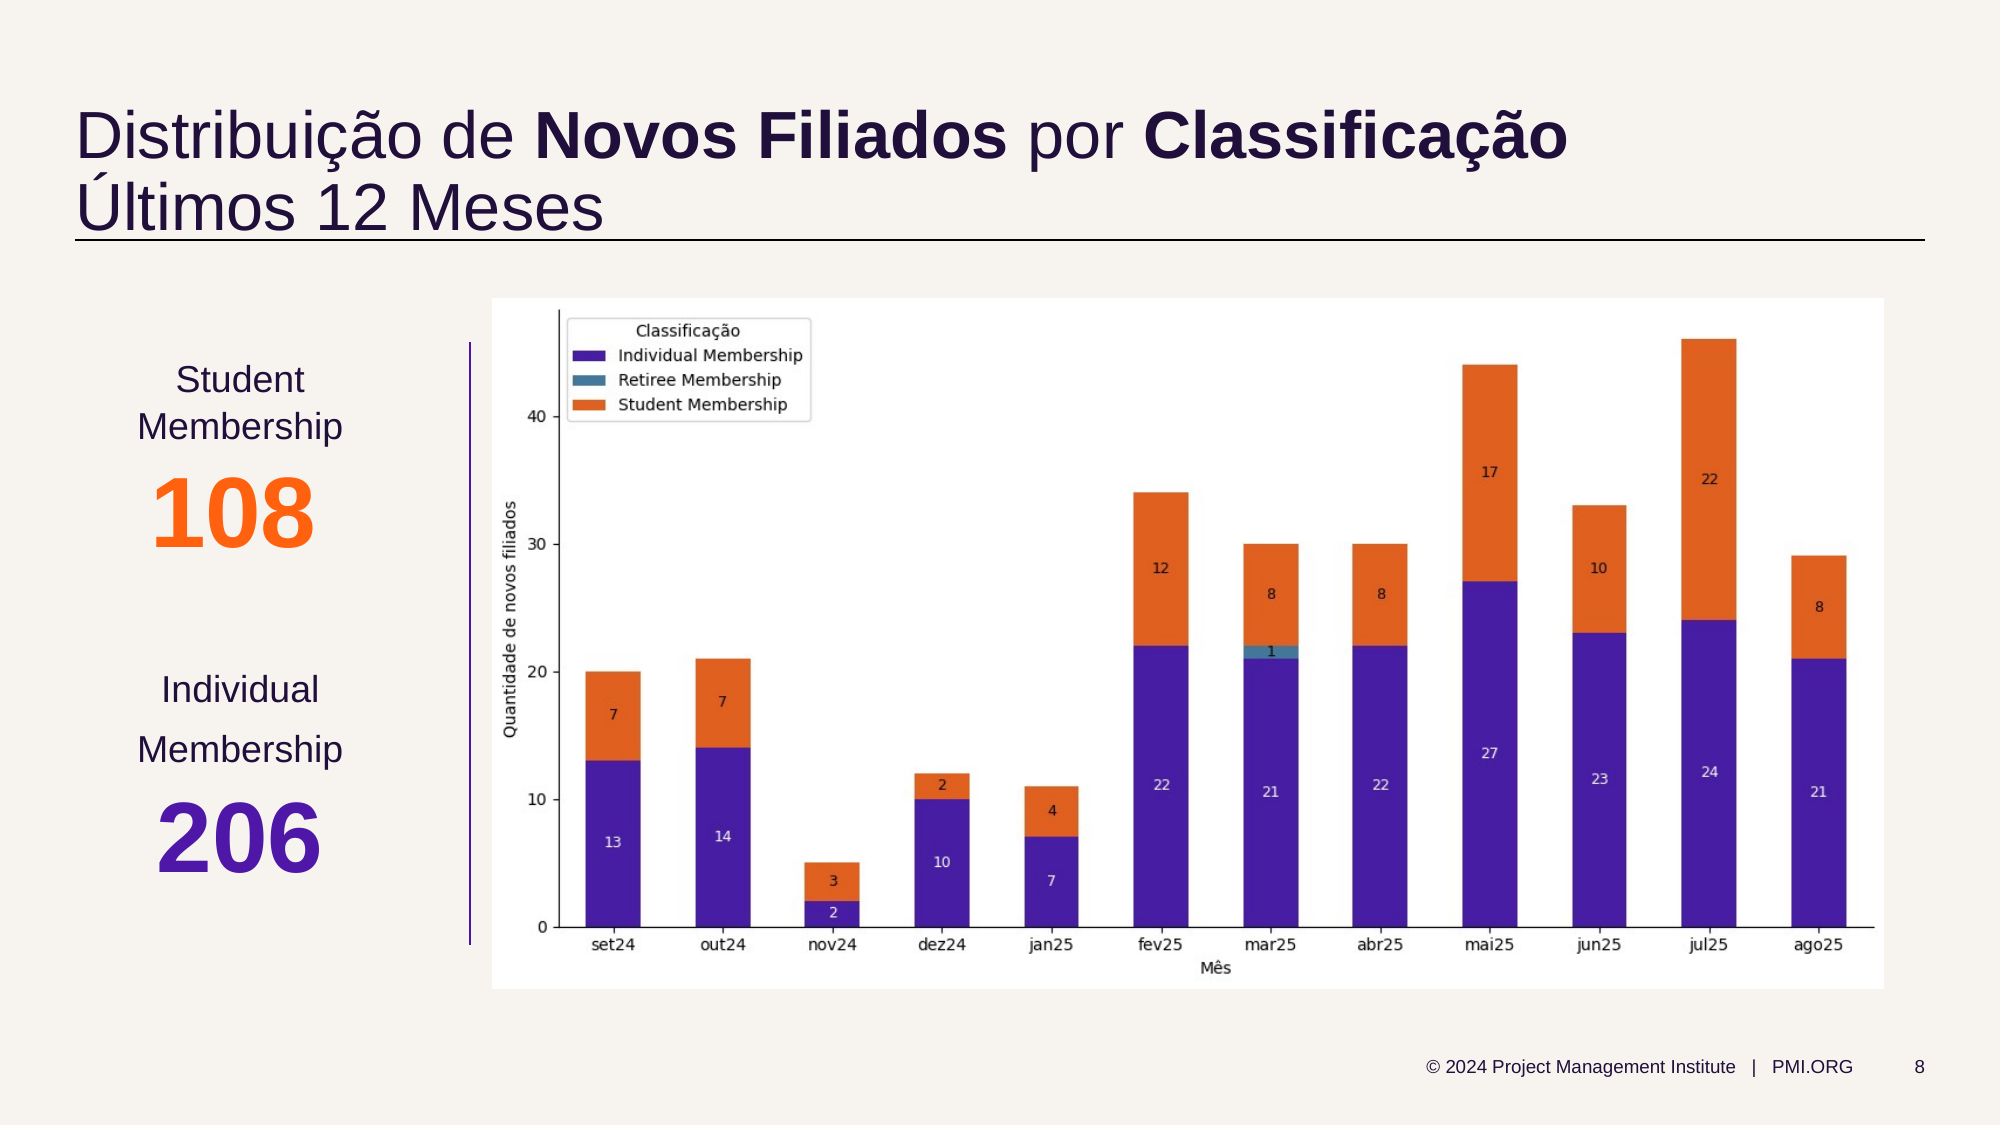 Distribuição de Novos Filiados por Classificação
Últimos 12 Meses
Student
Membership
108
Individual
Membership
206
Classificação
Individual Membership
Retiree Membership
Student Membership
Quantidade de novos filiados
40
30
20
10
0
7
7
3
2
4
12
8
8
17
10
22
8
1
13
14
2
10
7
22
21
22
27
23
24
21
set24 out24 nov24 dez24 jan25 fev25 mar25 abr25 mai25 jun25 jul25 ago25
Mês
© 2024 Project Management Institute | PMI.ORG 8